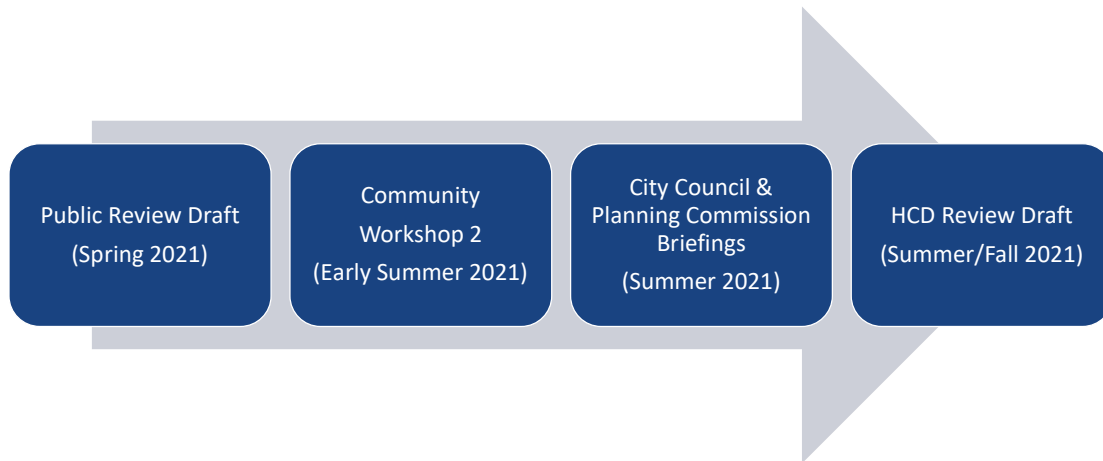 Public Review Draft
(Spring 2021)
Community
Workshop 2
(Early Summer 2021)
City Council &
Planning Commission
Briefings
(Summer 2021)
HCD Review Draft
(Summer/Fall 2021)